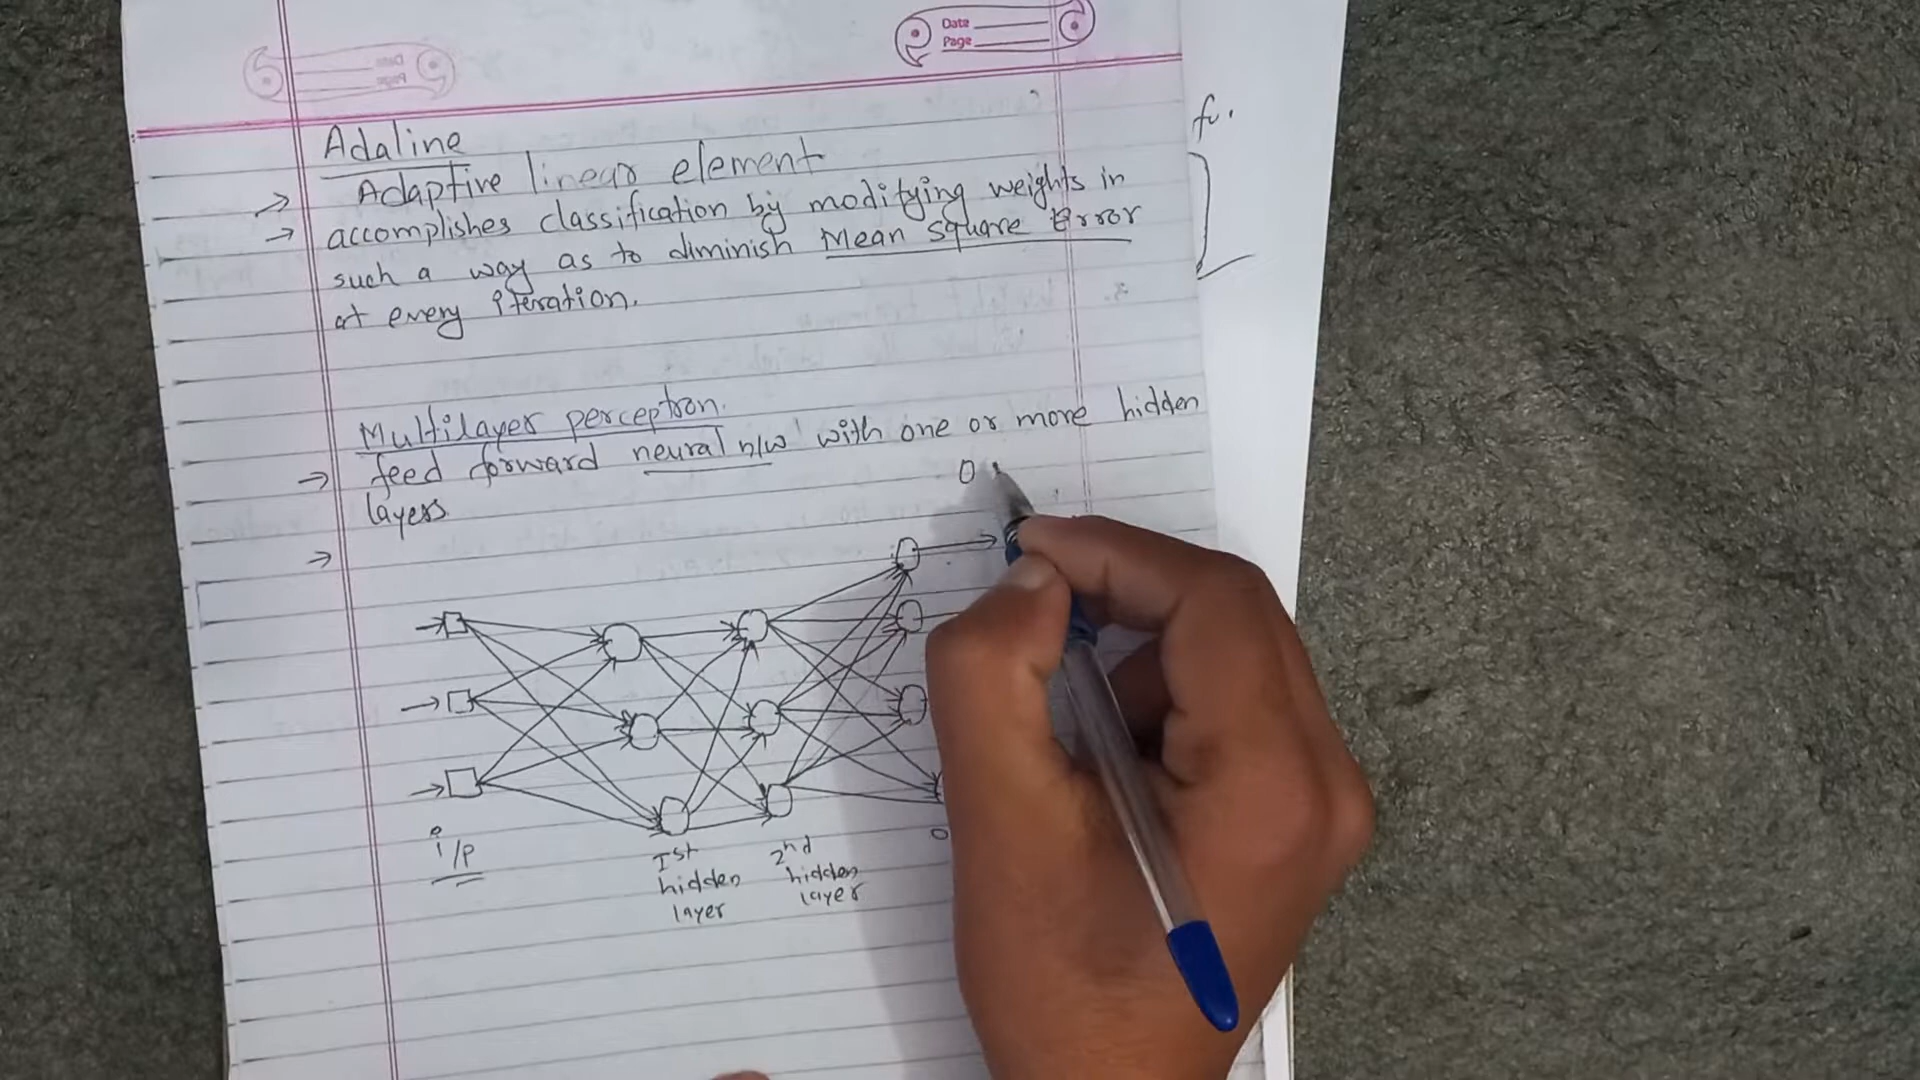 Date
Page
fu.
Adaline
Adaptive linear element
accomplishes classification by modifying weights in
such a way as to diminish Mean Square Error
at every iteration.
Multilayer perceptron.
feed forward neural n/w with one or more hidden
layers
O
i/p
Ist
hidden
layer
2nd
hidden
layer
o